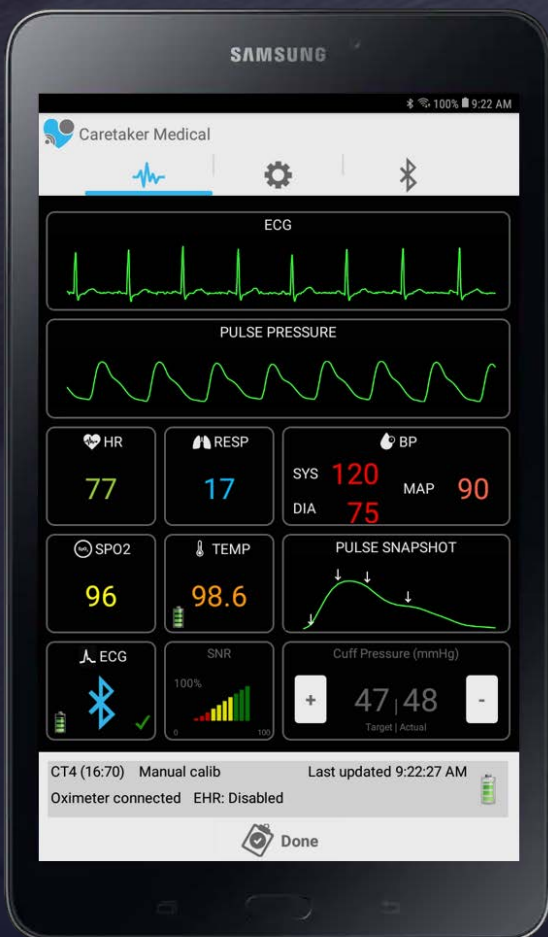 SAMSUNG
100% 9:22 AM
Caretaker Medical
ECG
PULSE PRESSURE
HR
77
RESP
17
BP
SYS 120
DIA 75
MAP 90
SPO2
96
TEMP
98.6
PULSE SNAPSHOT
ECG
SNR
100%
0 100
Cuff Pressure (mmHg)
+ 47 | 48 -
Target | Actual
CT4 (16:70) Manual calib Last updated 9:22:27 AM
Oximeter connected EHR: Disabled
Done